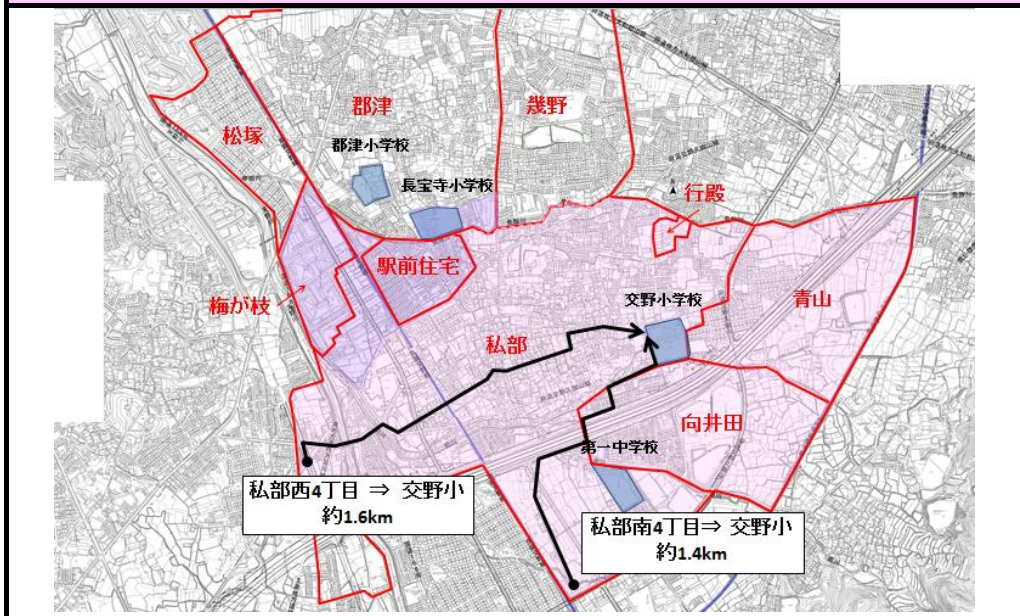 郡津
幾野
松塚
郡津小学校
長宝寺小学校
行殿
駅前住宅
梅が枝
交野小学校
青山
私部
向井田
第一中学校
私部西4丁目 ⇒ 交野小
約1.6km
私部南4丁目⇒ 交野小
約1.4km